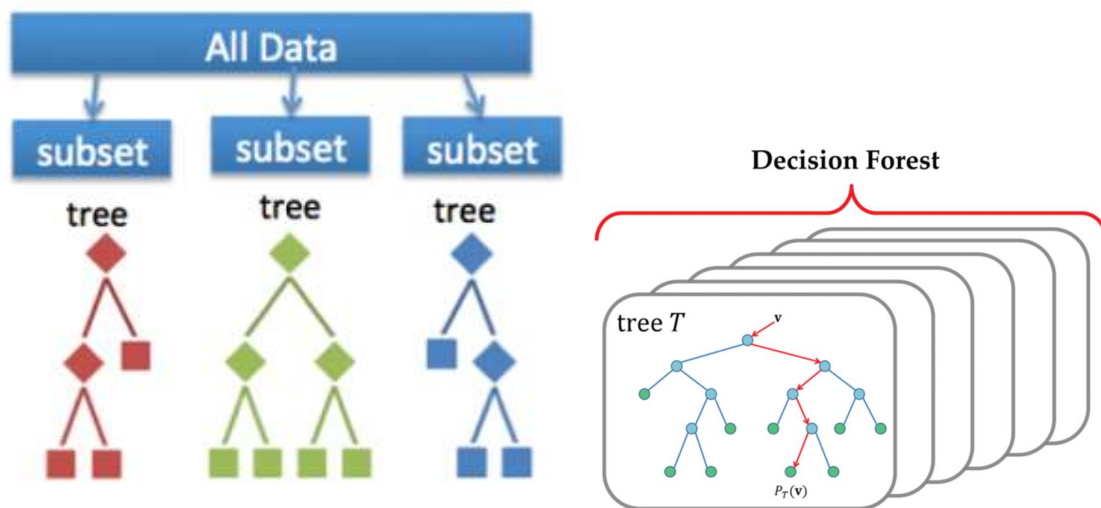 All Data
subset
subset
subset
tree
tree
tree
Decision Forest
tree T
v
P_T(v)